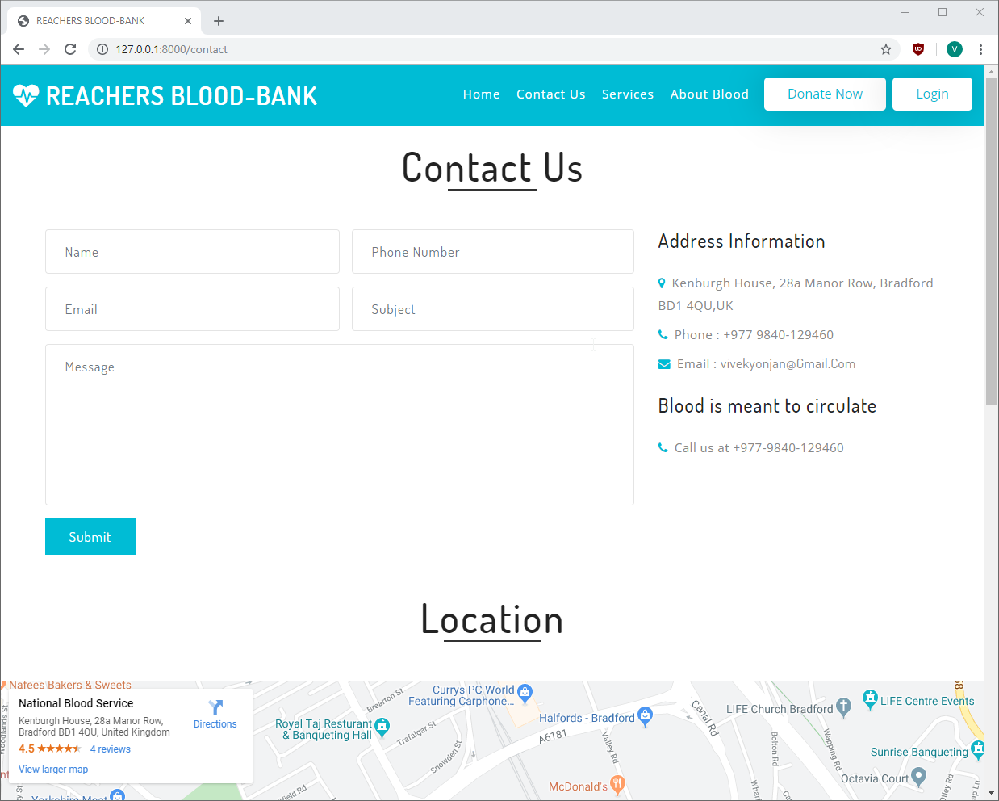 REACHERS BLOOD-BANK
127.0.0.1:8000/contact
V
REACHERS BLOOD-BANK
Home
Contact Us
Services
About Blood
Donate Now
Login
Contact Us
Name
Phone Number
Email
Subject
Message
Submit
Address Information
Kenburgh House, 28a Manor Row, Bradford
BD1 4QU,UK
Phone : +977 9840-129460
Email : vivekyonjan@Gmail.Com
Blood is meant to circulate
Call us at +977-9840-129460
Location
Nafees Bakers & Sweets
National Blood Service
Kenburgh House, 28a Manor Row,
Bradford BD1 4QU, United Kingdom
4.5
4 reviews
View larger map
Directions
Woodlands St
Brearton St
Currys PC World
Featuring Carphone...
Royal Taj Resturant
& Banqueting Hall
Trafalgar St
Snowden St
Halfords - Bradford
A6181
Valley Rd
McDonald's
Canal Rd
LIFE Church Bradford
LIFE Centre Events
Bolton Rd
Wapping Rd
Sunrise Banqueting
Octavia Court
Yorkshire Meat